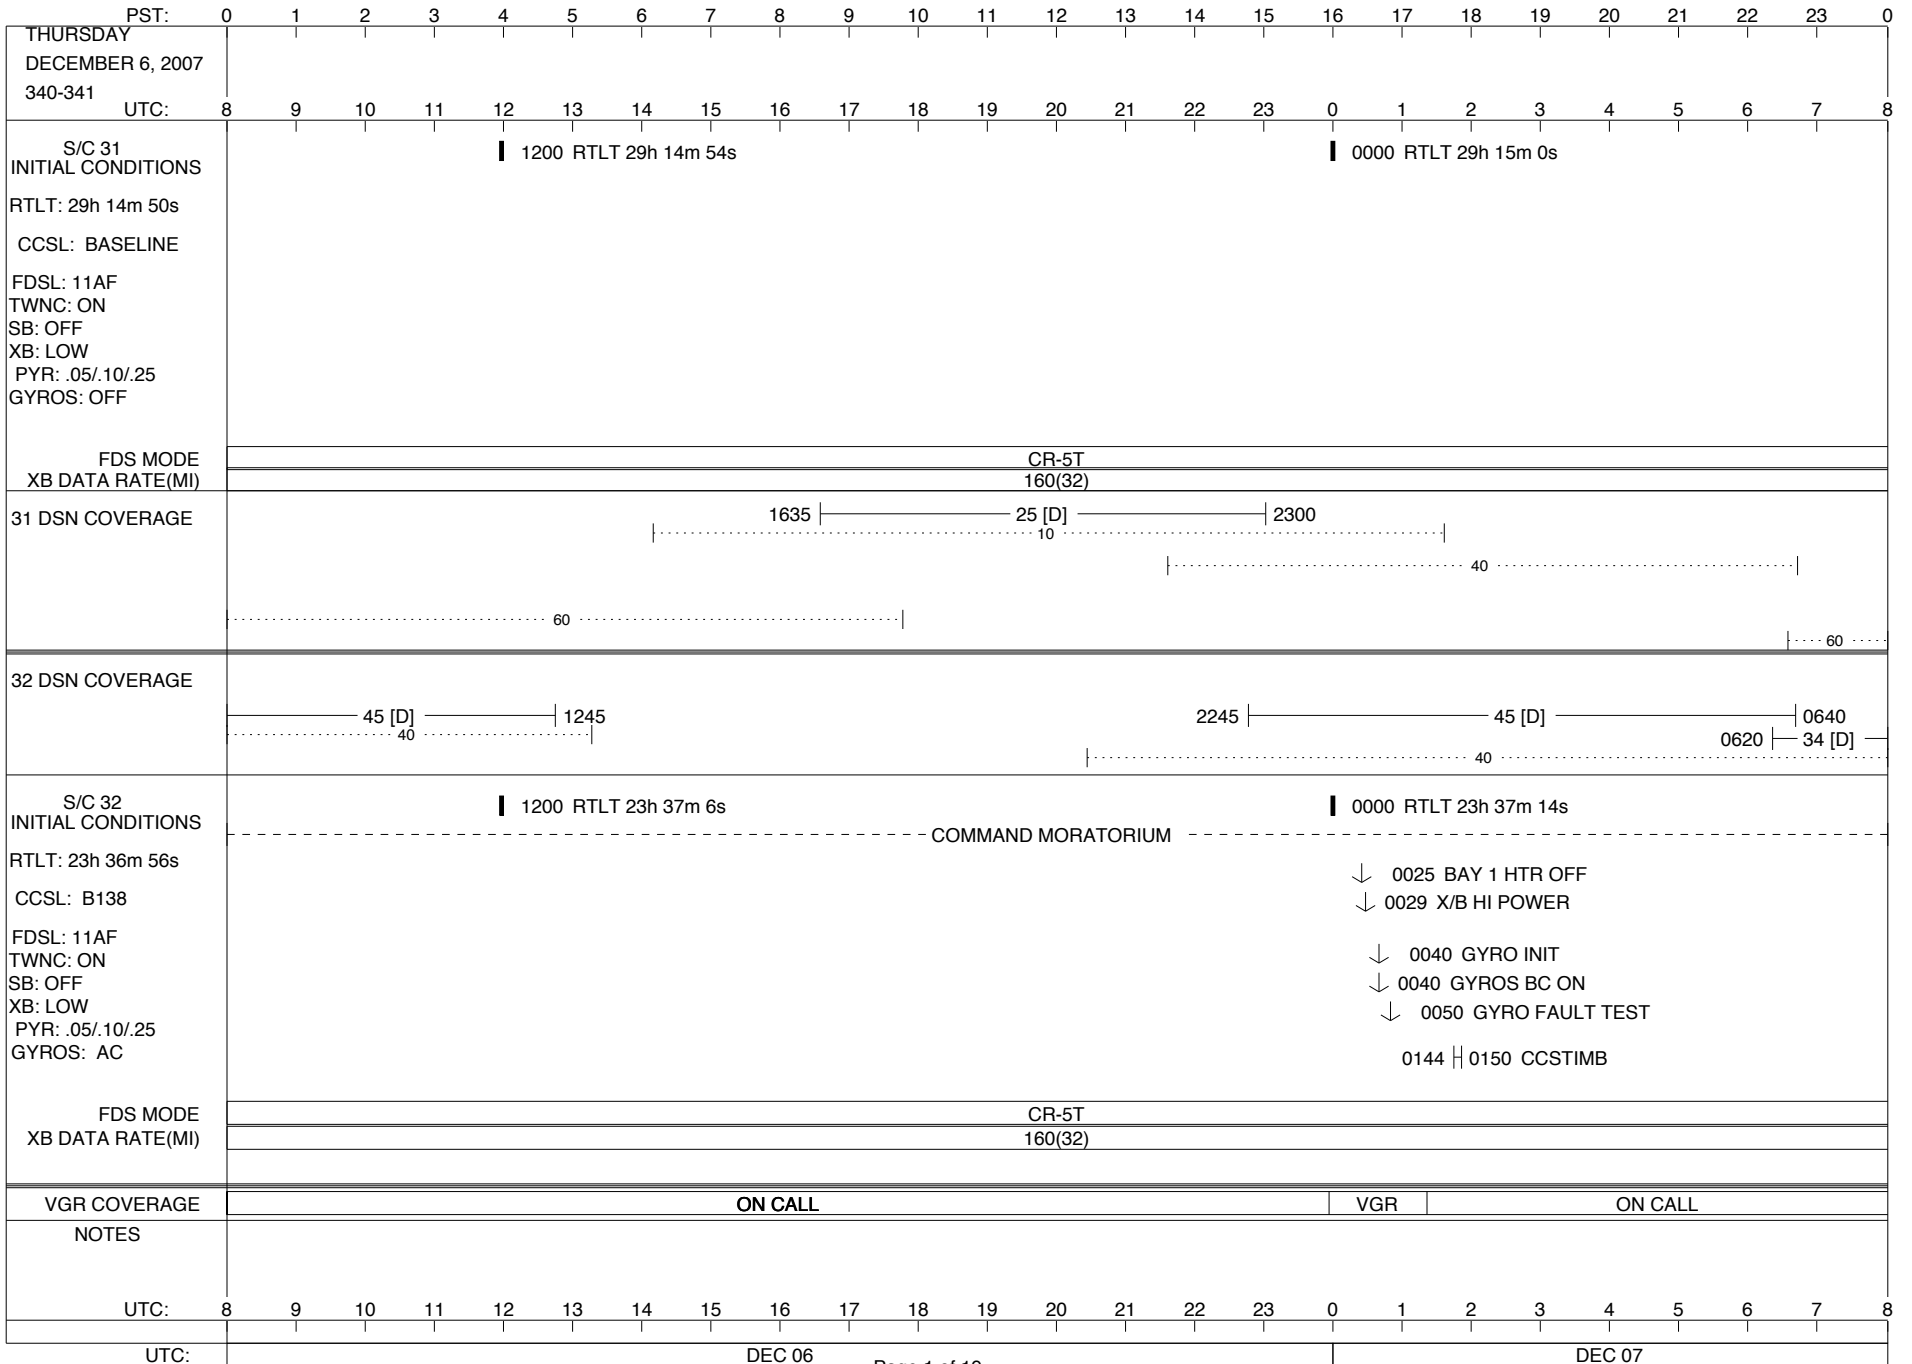 PST: 0 1 2 3 4 5 6 7 8 9 10 11 12 13 14 15 16 17 18 19 20 21 22 23 0
THURSDAY
DECEMBER 6, 2007
340-341
UTC: 8 9 10 11 12 13 14 15 16 17 18 19 20 21 22 23 0 1 2 3 4 5 6 7 8
S/C 31
INITIAL CONDITIONS
1200 RTLT 29h 14m 54s
0000 RTLT 29h 15m 0s
RTLT: 29h 14m 50s
CCSL: BASELINE
FDSL: 11AF
TWNC: ON
SB: OFF
XB: LOW
PYR: .05/.10/.25
GYROS: OFF
FDS MODE CR-5T
XB DATA RATE(MI) 160(32)
31 DSN COVERAGE
1635 25 [D] 2300
10
40
60
60
32 DSN COVERAGE
45 [D] 1245 2245 45 [D] 0640
40
0620 34 [D]
40
S/C 32
INITIAL CONDITIONS
1200 RTLT 23h 37m 6s
0000 RTLT 23h 37m 14s
COMMAND MORATORIUM
RTLT: 23h 36m 56s
0025 BAY 1 HTR OFF
CCSL: B138
0029 X/B HI POWER
FDSL: 11AF
TWNC: ON
0040 GYRO INIT
SB: OFF
0040 GYROS BC ON
XB: LOW
0050 GYRO FAULT TEST
PYR: .05/.10/.25
GYROS: AC
0144 0150 CCSTIMB
FDS MODE CR-5T
XB DATA RATE(MI) 160(32)
VGR COVERAGE ON CALL VGR ON CALL
NOTES
UTC: 8 9 10 11 12 13 14 15 16 17 18 19 20 21 22 23 0 1 2 3 4 5 6 7 8
UTC: DEC 06 DEC 07
Page 1 of 10